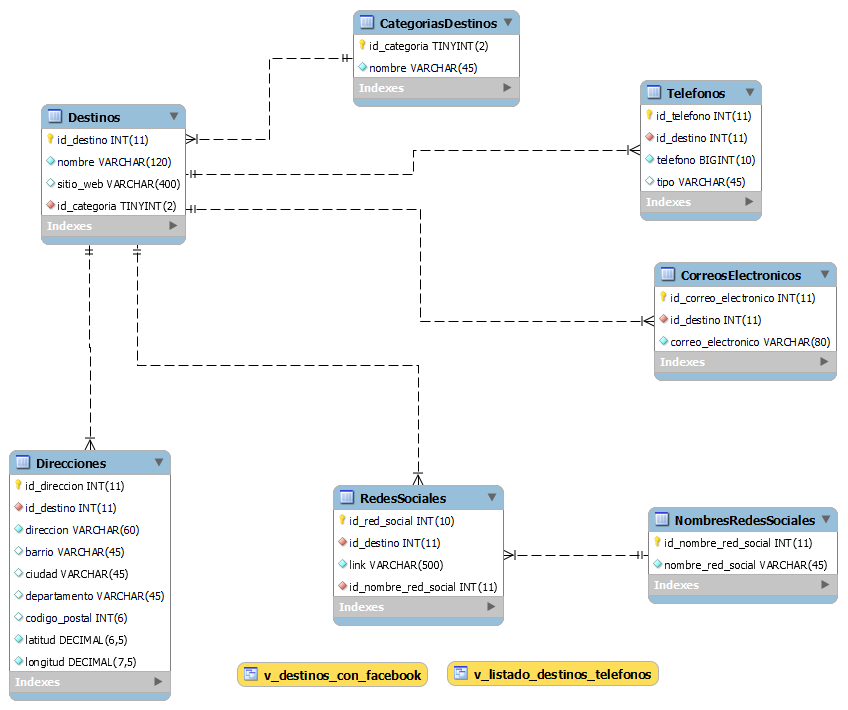 CategoriasDestinos
id_categoria TINYINT(2)
nombre VARCHAR(45)
Indexes
Destinos
id_destino INT(11)
nombre VARCHAR(120)
sitio_web VARCHAR(400)
id_categoria TINYINT(2)
Indexes
Telefonos
id_telefono INT(11)
id_destino INT(11)
telefono BIGINT(10)
tipo VARCHAR(45)
Indexes
CorreosElectronicos
id_correo_electronico INT(11)
id_destino INT(11)
correo_electronico VARCHAR(80)
Indexes
Direcciones
id_direccion INT(11)
id_destino INT(11)
direccion VARCHAR(60)
barrio VARCHAR(45)
ciudad VARCHAR(45)
departamento VARCHAR(45)
codigo_postal INT(6)
latitud DECIMAL(6,5)
longitud DECIMAL(7,5)
Indexes
RedesSociales
id_red_social INT(10)
id_destino INT(11)
link VARCHAR(500)
id_nombre_red_social INT(11)
Indexes
NombresRedesSociales
id_nombre_red_social INT(11)
nombre_red_social VARCHAR(45)
Indexes
v_destinos_con_facebook
v_listado_destinos_telefonos